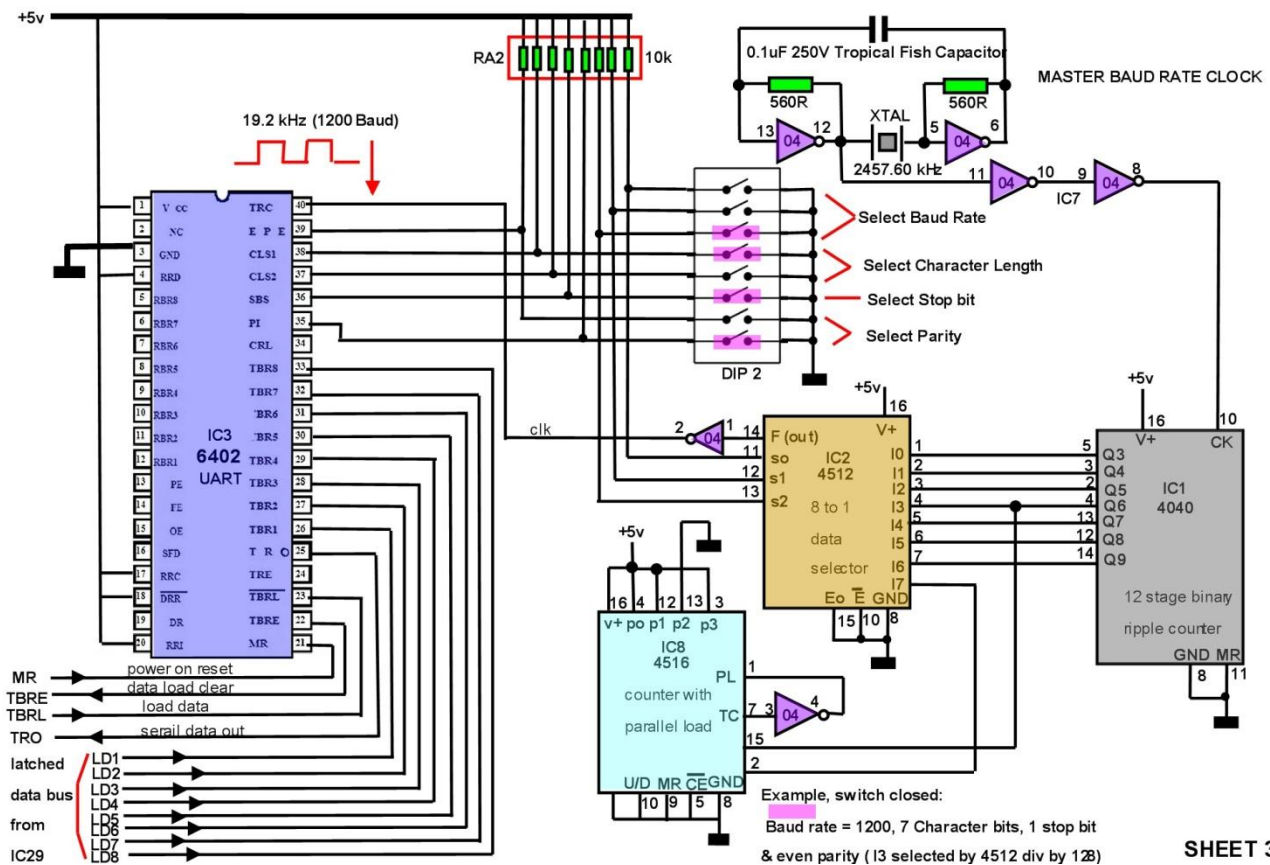 +5v
RA2
10k
0.1uF 250V Tropical Fish Capacitor
MASTER BAUD RATE CLOCK
560R
560R
XTAL
13
04
12
5
04
6
2457.60 kHz
11
04
10
9
04
8
IC7
19.2 kHz (1200 Baud)
1 V CC
TRC 40
2 NC
E P E 39
3 GND
CLS1 38
4 RRD
CLS2 37
5 RBR8
SBS 36
6 RBR7
PI 35
7 RBR6
CRL 34
8 RBR5
TBR8 33
9 RBR4
TBR7 32
10 RBR3
TBR6 31
11 RBR2
TBR5 30
12 RBR1
TBR4 29
13 PE
TBR3 28
14 FE
TBR2 27
15 OE
TBR1 26
16 SFD
T R O 25
17 RRC
TRE 24
18 DRR
TBRL 23
19 DR
TBRE 22
20 RRI
MR 21
IC3
6402
UART
Select Baud Rate
Select Character Length
Select Stop bit
Select Parity
DIP 2
clk
2
04
1
+5v
16
V+
14 F (out)
11 so
12 s1
13 s2
IC2
4512
8 to 1
data
selector
I0 1
I1 2
I2 3
I3 4
I4 5
I5 6
I6 7
I7
Eo E GND
15 10 8
+5v
16
V+
10
CK
5 Q3
3 Q4
2 Q5
4 Q6
13 Q7
12 Q8
14 Q9
IC1
4040
12 stage binary
ripple counter
GND MR
8
11
+5v
16 4 12 13 3
v+ po p1 p2 p3
IC8
4516
counter with
parallel load
PL
1
TC
7
3
04
4
15
2
U/D MR CE GND
10 9 5 8
MR
power on reset
TBRE
data load clear
TBRL
load data
TRO
serail data out
latched
data bus
from
IC29
LD1
LD2
LD3
LD4
LD5
LD6
LD7
LD8
Example, switch closed:
Baud rate = 1200, 7 Character bits, 1 stop bit
& even parity ( I3 selected by 4512 div by 128)
SHEET 3